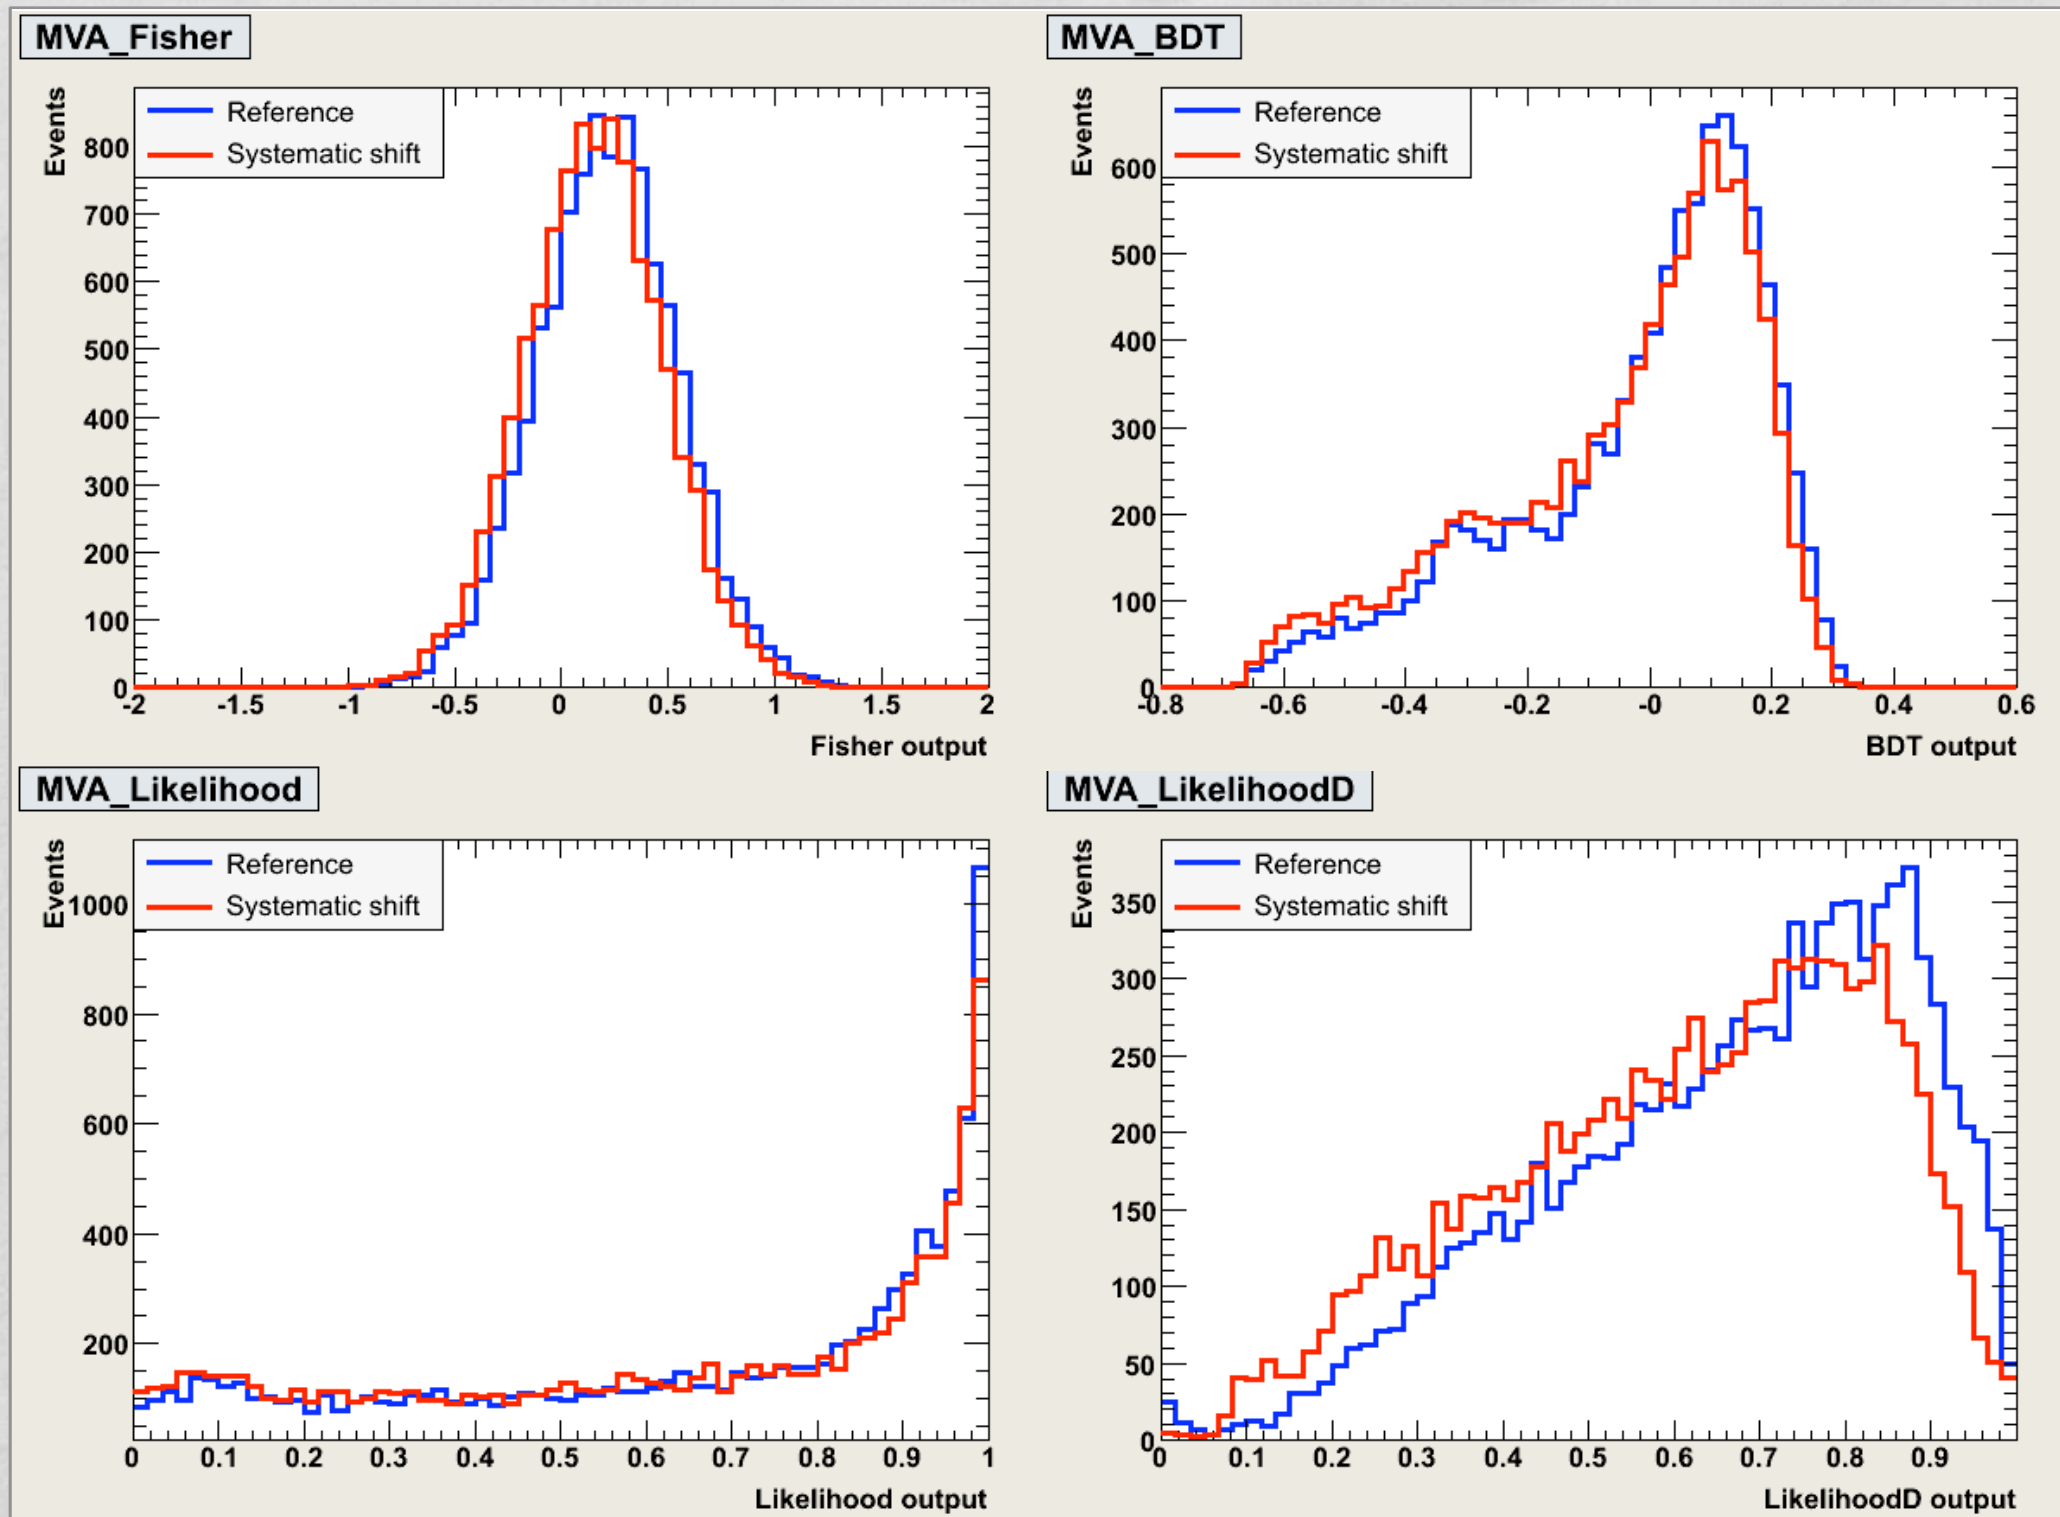 MVA_Fisher
Events
Reference
Systematic shift
800
700
600
500
400
300
200
100
0
-2 -1.5 -1 -0.5 0 0.5 1 1.5 2
Fisher output
MVA_BDT
Events
Reference
Systematic shift
600
500
400
300
200
100
0
-0.8 -0.6 -0.4 -0.2 -0 0.2 0.4 0.6
BDT output
MVA_Likelihood
Events
Reference
Systematic shift
1000
800
600
400
200
0 0.1 0.2 0.3 0.4 0.5 0.6 0.7 0.8 0.9 1
Likelihood output
MVA_LikelihoodD
Events
Reference
Systematic shift
350
300
250
200
150
100
50
0
0 0.1 0.2 0.3 0.4 0.5 0.6 0.7 0.8 0.9
LikelihoodD output